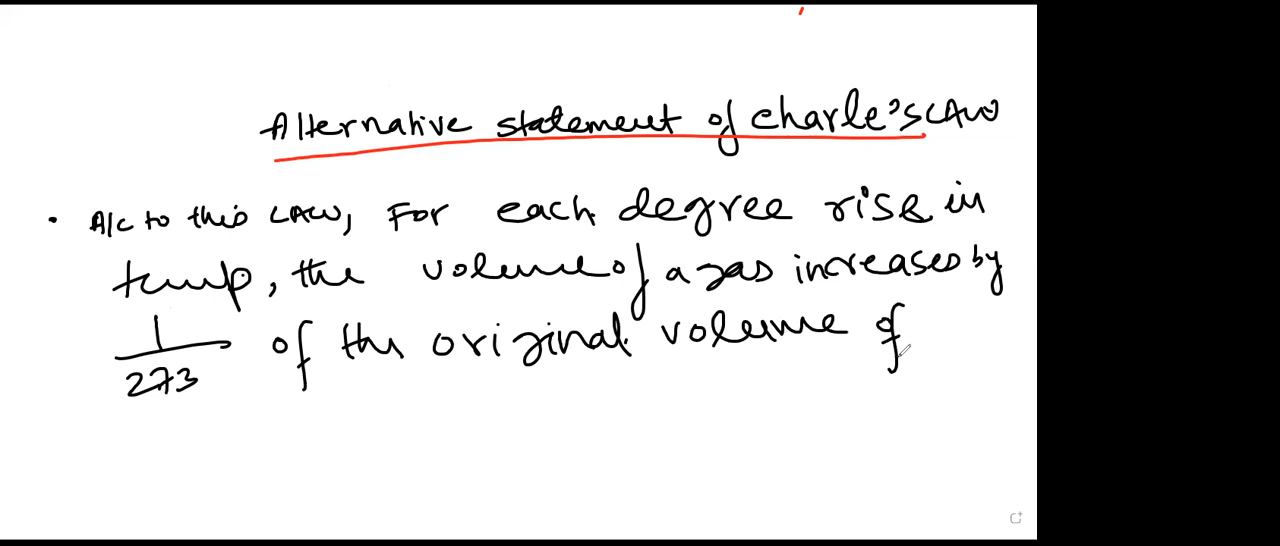 Alternative statement of Charle's LAW
• A/c to this LAW, For each degree rise in
temp, the volume of a gas increases by
1/273 of the original volume of